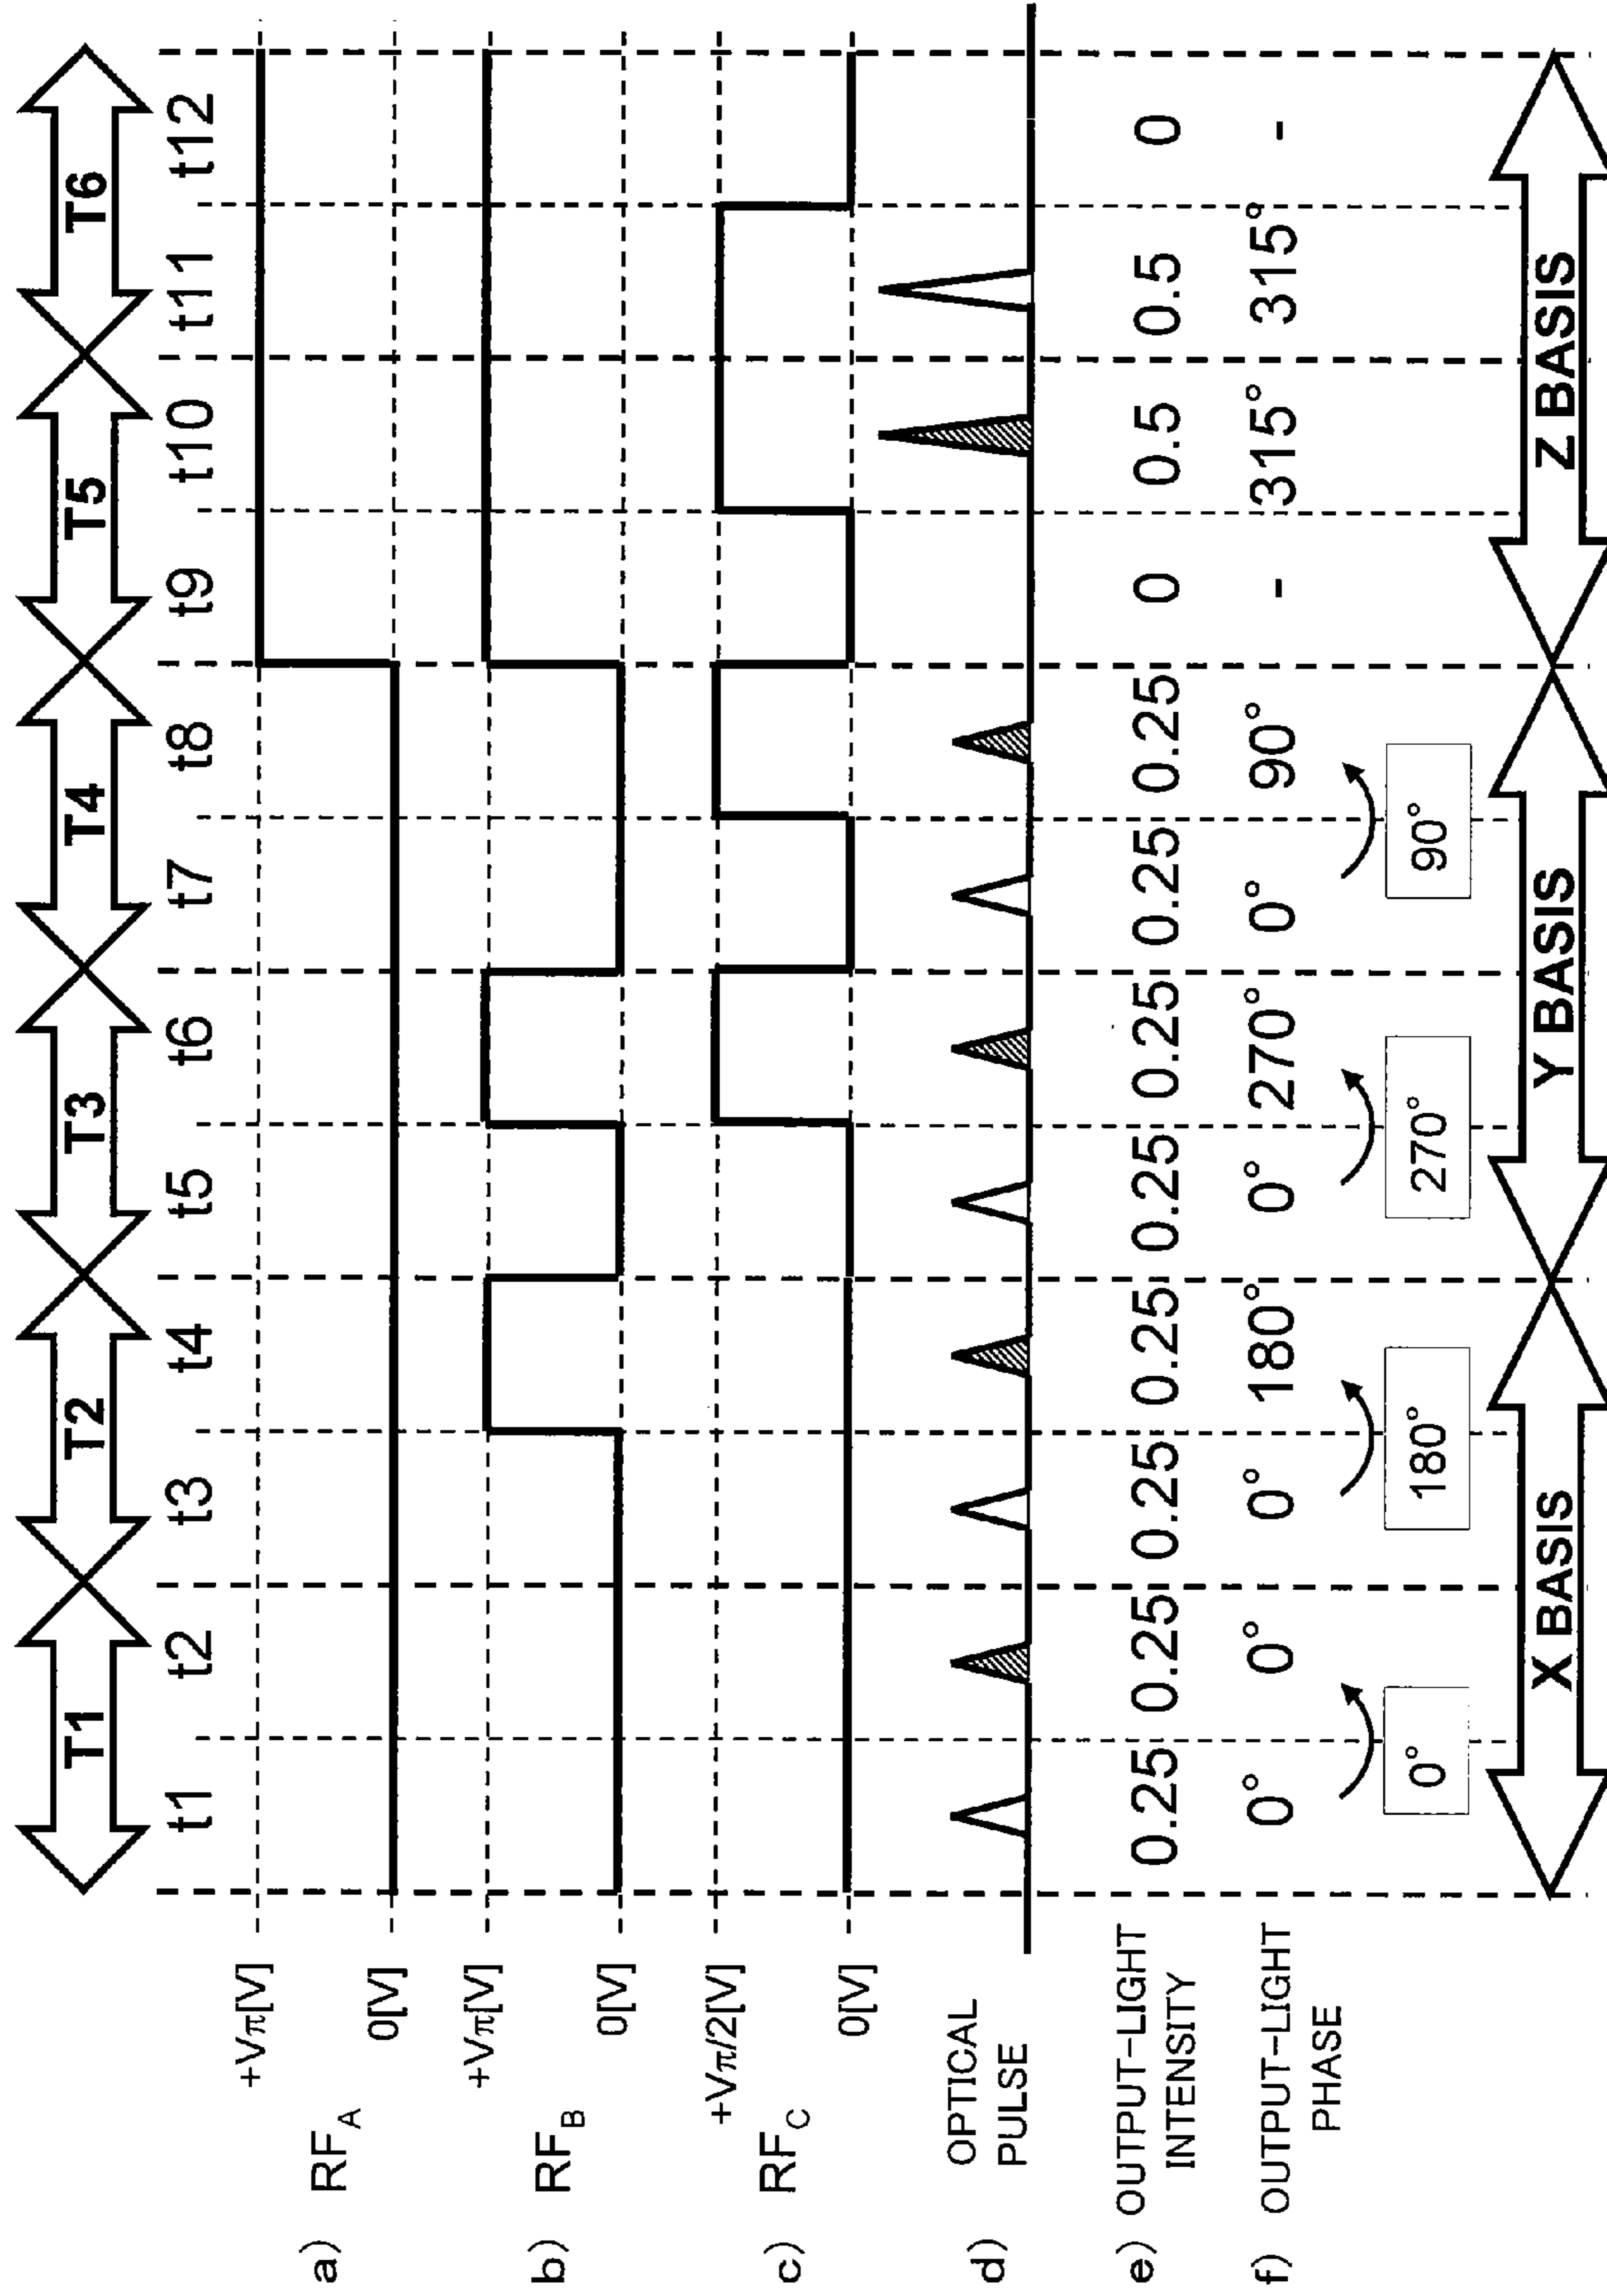 T1 T2 T3 T4 T5 T6
t1 t2 t3 t4 t5 t6 t7 t8 t9 t10 t11 t12
a) RFA
+Vπ[V]
0[V]
b) RFB
+Vπ[V]
0[V]
c) RFC
+Vπ/2[V]
0[V]
d) OPTICAL
PULSE
e) OUTPUT-LIGHT
INTENSITY
0.25 0.25 0.25 0.25 0.25 0.25 0.25 0.25 0 0.5 0.5 0
f) OUTPUT-LIGHT
PHASE
0° 0° 0° 180° 0° 270° 0° 90° - 315° 315° -
0° 180° 270° 90°
X BASIS Y BASIS Z BASIS